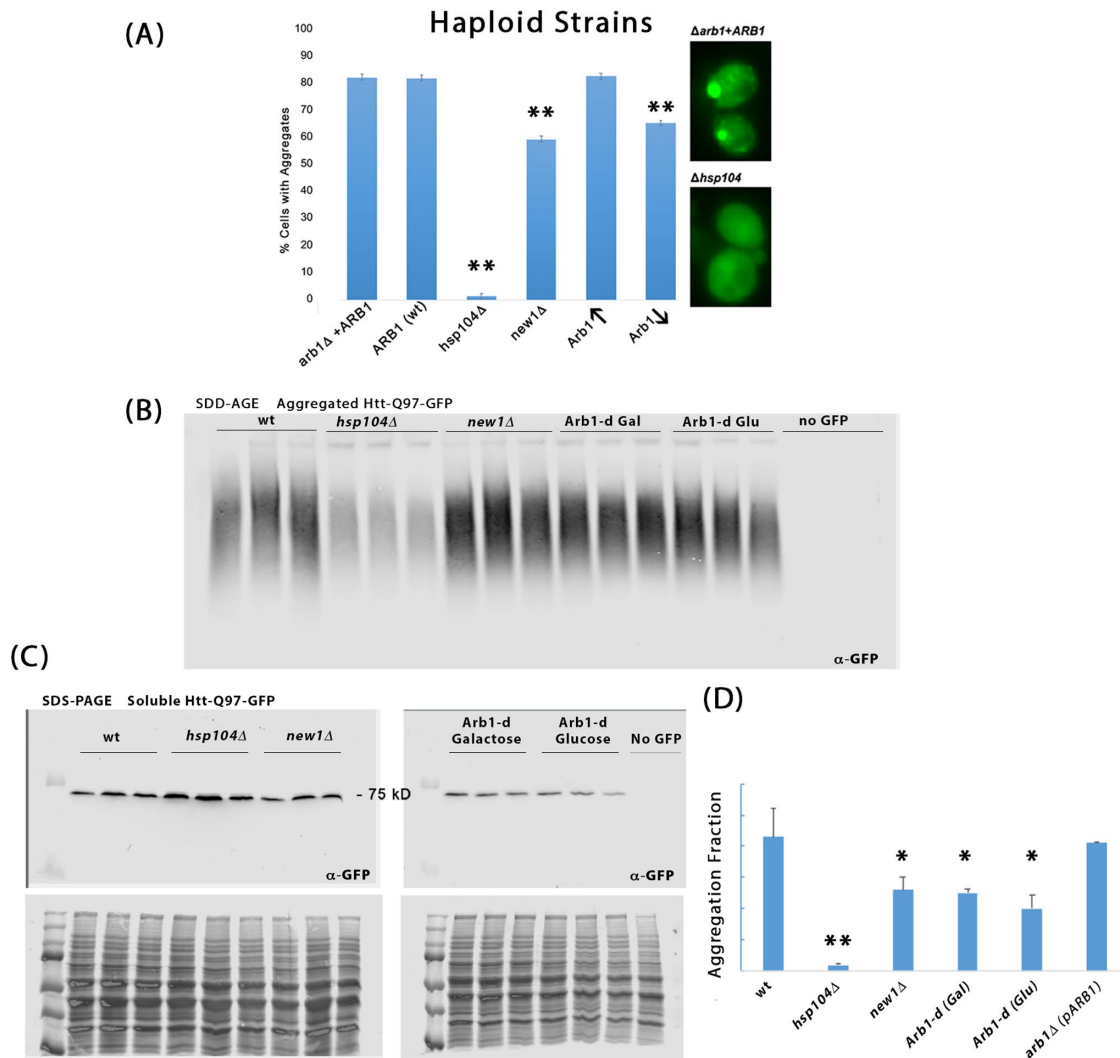 (A)
Haploid Strains
% Cells with Aggregates
100
90
80
70
60
50
40
30
20
10
0
**
**
**
arb1Δ +ARB1
ARB1 (wt)
hsp104Δ
new1Δ
Arb1↑
Arb1↓
Δarb1+ARB1
Δhsp104
(B)
SDD-AGE Aggregated Htt-Q97-GFP
wt hsp104Δ new1Δ Arb1-d Gal Arb1-d Glu no GFP
α-GFP
(C)
SDS-PAGE Soluble Htt-Q97-GFP
wt hsp104Δ new1Δ
- 75 kD
α-GFP
Arb1-d Galactose
Arb1-d Glucose
No GFP
α-GFP
(D)
Aggregation Fraction
**
*
*
*
wt
hsp104Δ
new1Δ
Arb1-d (Gal)
Arb1-d (Glu)
arb1Δ (pARB1)